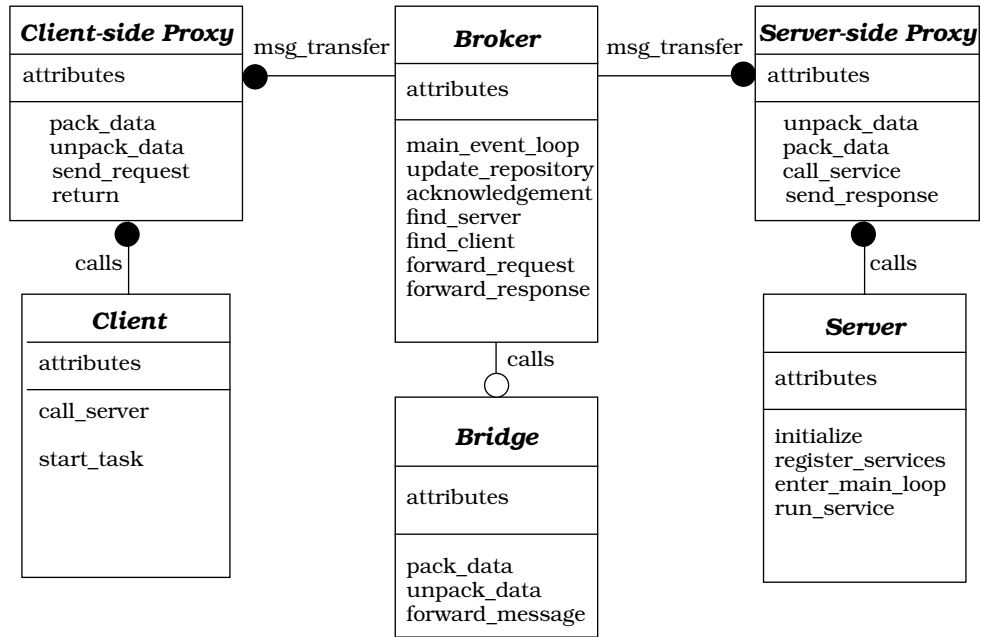 Client-side Proxy
attributes
pack_data
unpack_data
send_request
return
msg_transfer
Broker
attributes
main_event_loop
update_repository
acknowledgement
find_server
find_client
forward_request
forward_response
msg_transfer
Server-side Proxy
attributes
unpack_data
pack_data
call_service
send_response
calls
Client
attributes
call_server
start_task
calls
Bridge
attributes
pack_data
unpack_data
forward_message
calls
Server
attributes
initialize
register_services
enter_main_loop
run_service